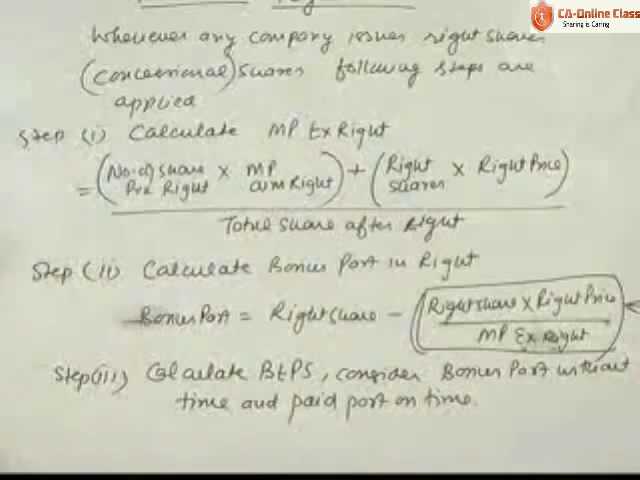 CA-Online Class
Sharing is Caring
Whenever any company issues right shares
(concessional) shares following steps are
applied
Step (i) Calculate MP Ex Right
= (No. of share Pre Right × MP cum Right) + (Right shares × Right Price)
Total share after Right
Step (ii) Calculate Bonus Part in Right
Bonus Part = Right share - (Right share × Right Price
MP Ex Right)
Step (iii) Calculate BEPS, consider Bonus Part without
time and paid part on time.